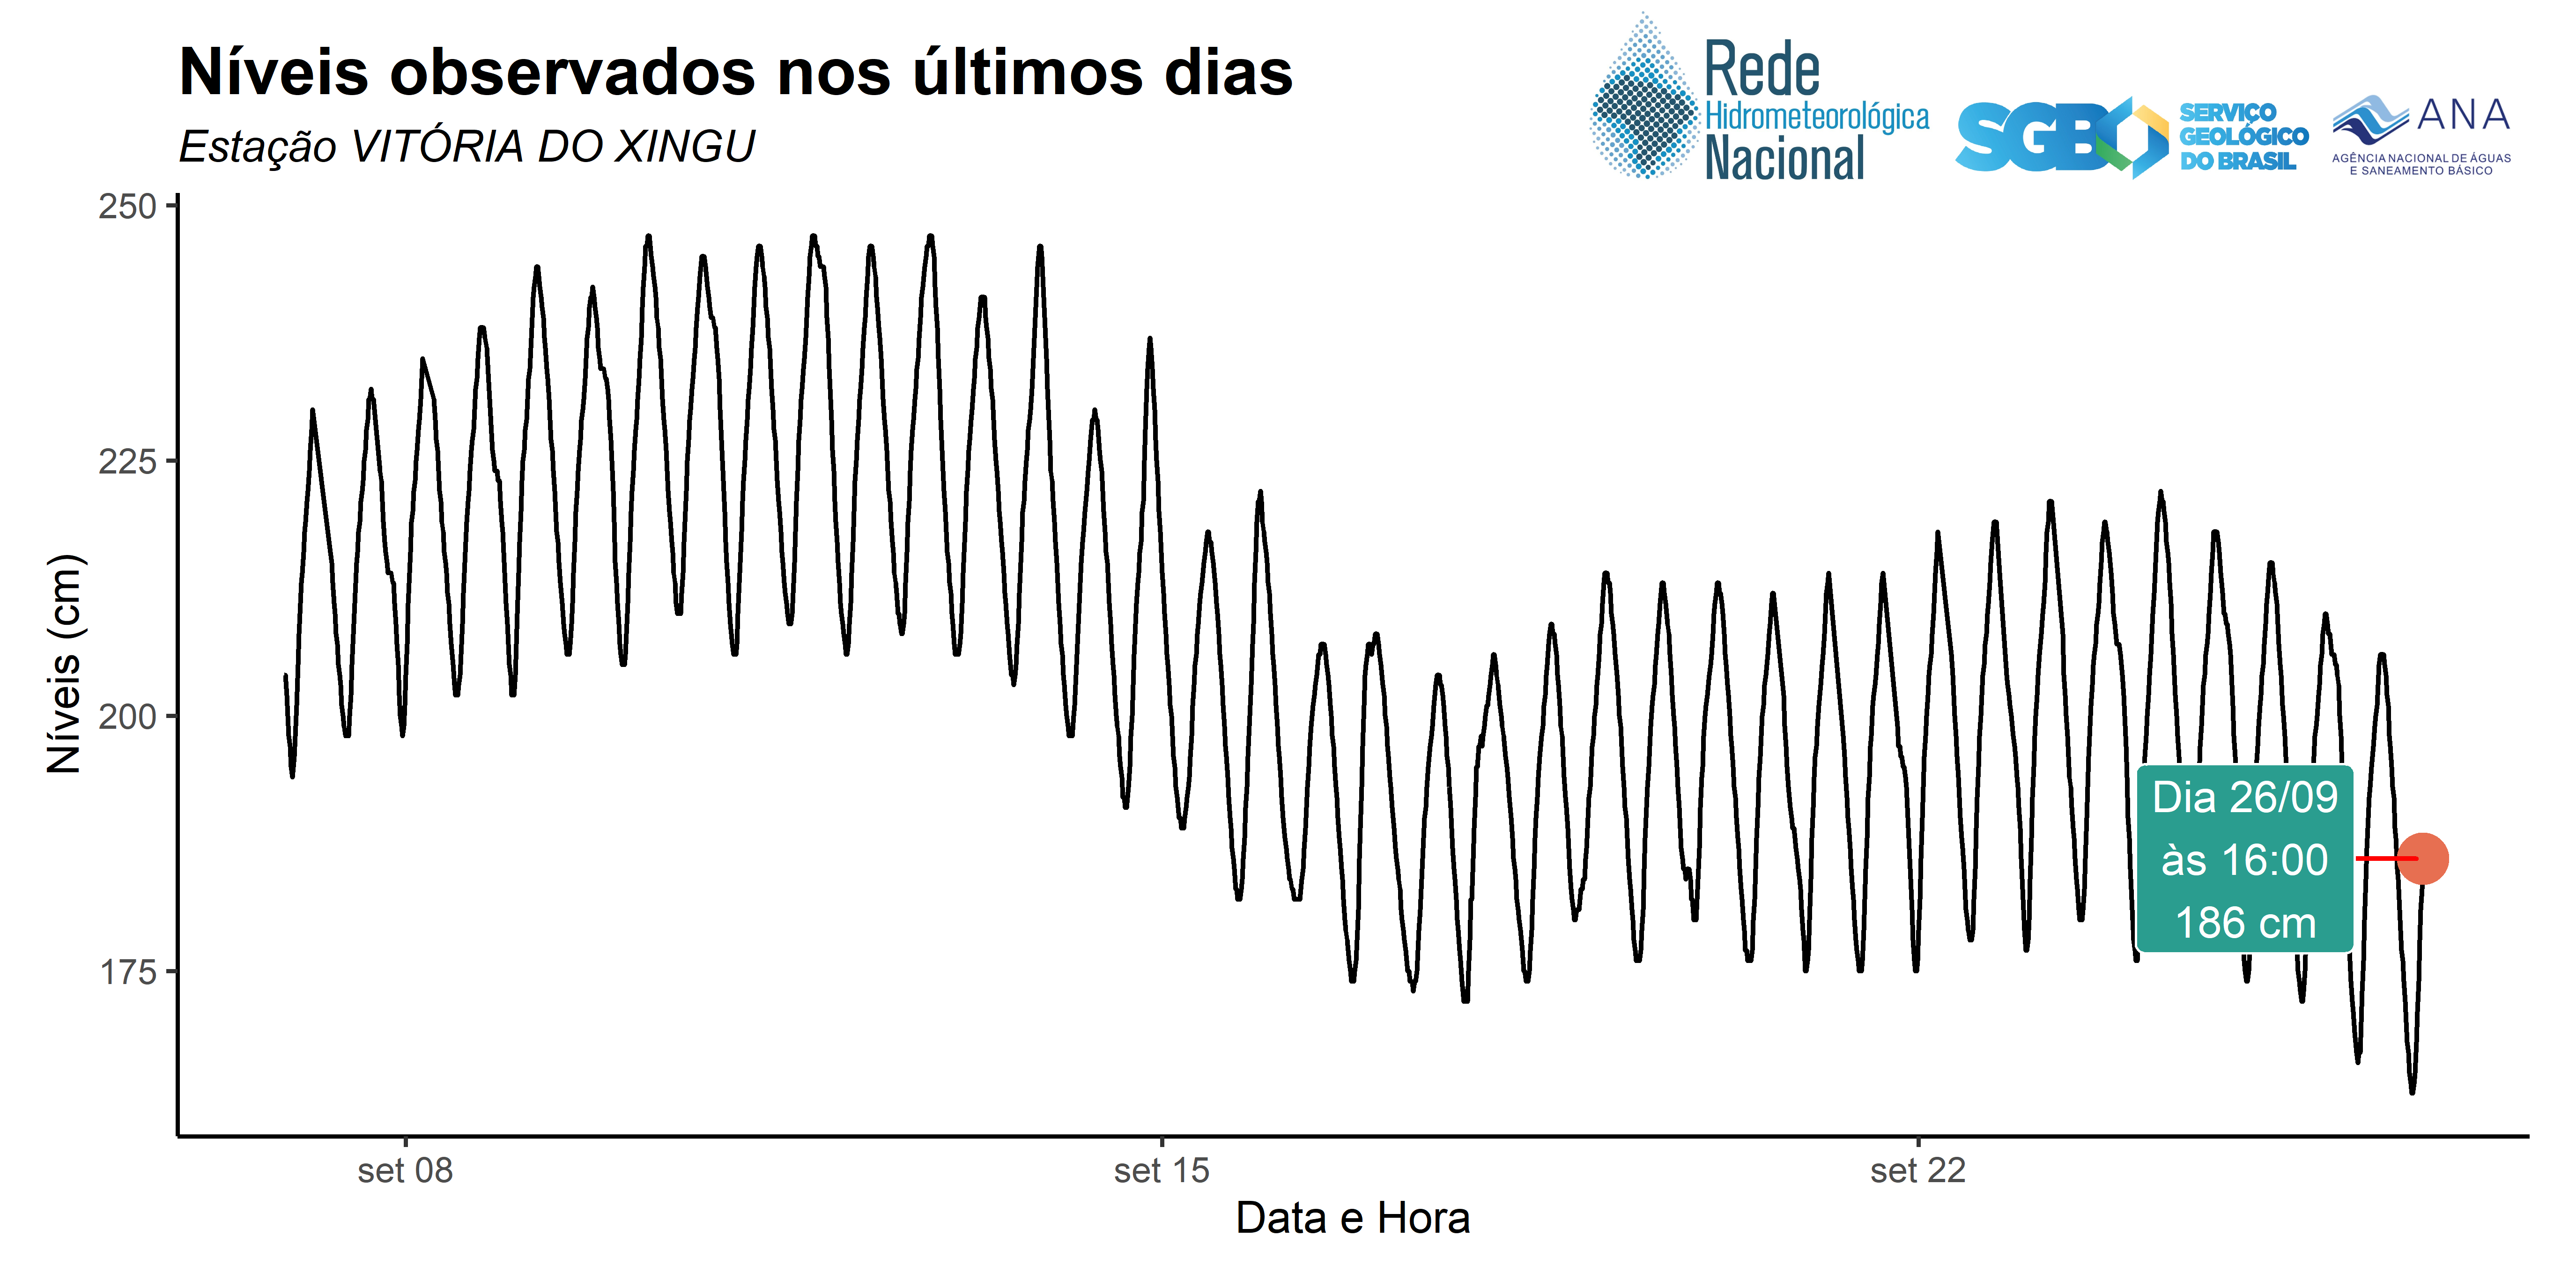 Níveis observados nos últimos dias
Estação VITÓRIA DO XINGU
Rede
Hidrometeorológica
Nacional
SGB
SERVIÇO
GEOLÓGICO
DO BRASIL
ANA
AGÊNCIA NACIONAL DE ÁGUAS
E SANEAMENTO BÁSICO
Níveis (cm)
250
225
200
175
Dia 26/09
às 16:00
186 cm
set 08
set 15
set 22
Data e Hora